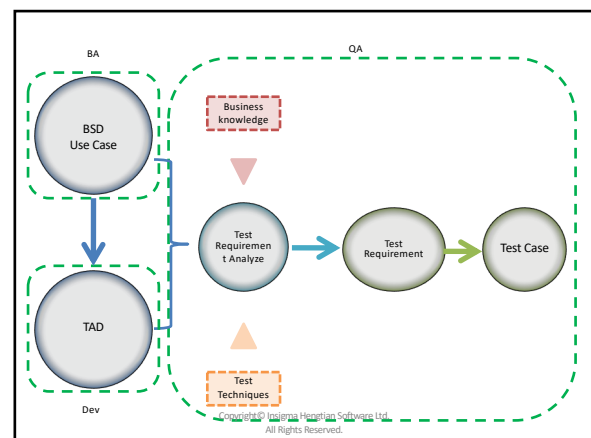 BA
QA
BSD
Use Case
Business
knowledge
Test
Requiremen
t Analyze
Test
Requirement
Test Case
TAD
Test
Techniques
Dev
Copyright© Insigma Hengtian Software Ltd.
All Rights Reserved.